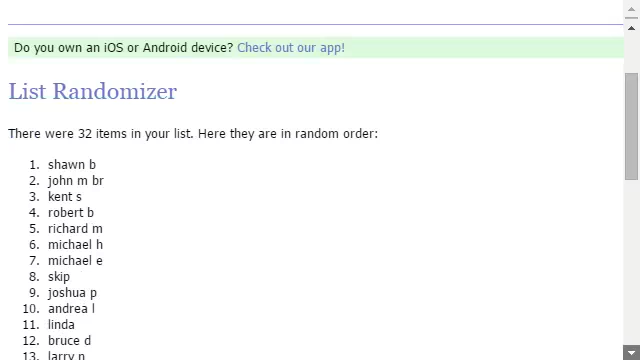 Do you own an iOS or Android device? Check out our app!
List Randomizer
There were 32 items in your list. Here they are in random order:
1. shawn b
2. john m br
3. kent s
4. robert b
5. richard m
6. michael h
7. michael e
8. skip
9. joshua p
10. andrea l
11. linda
12. bruce d
13. larry